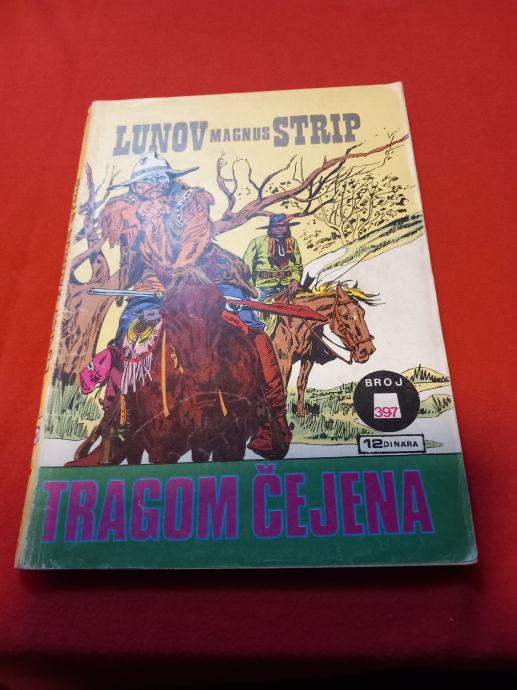 LUNOV MAGNUS STRIP
BROJ
397
12 DINARA
TRAGOM ČEJENA